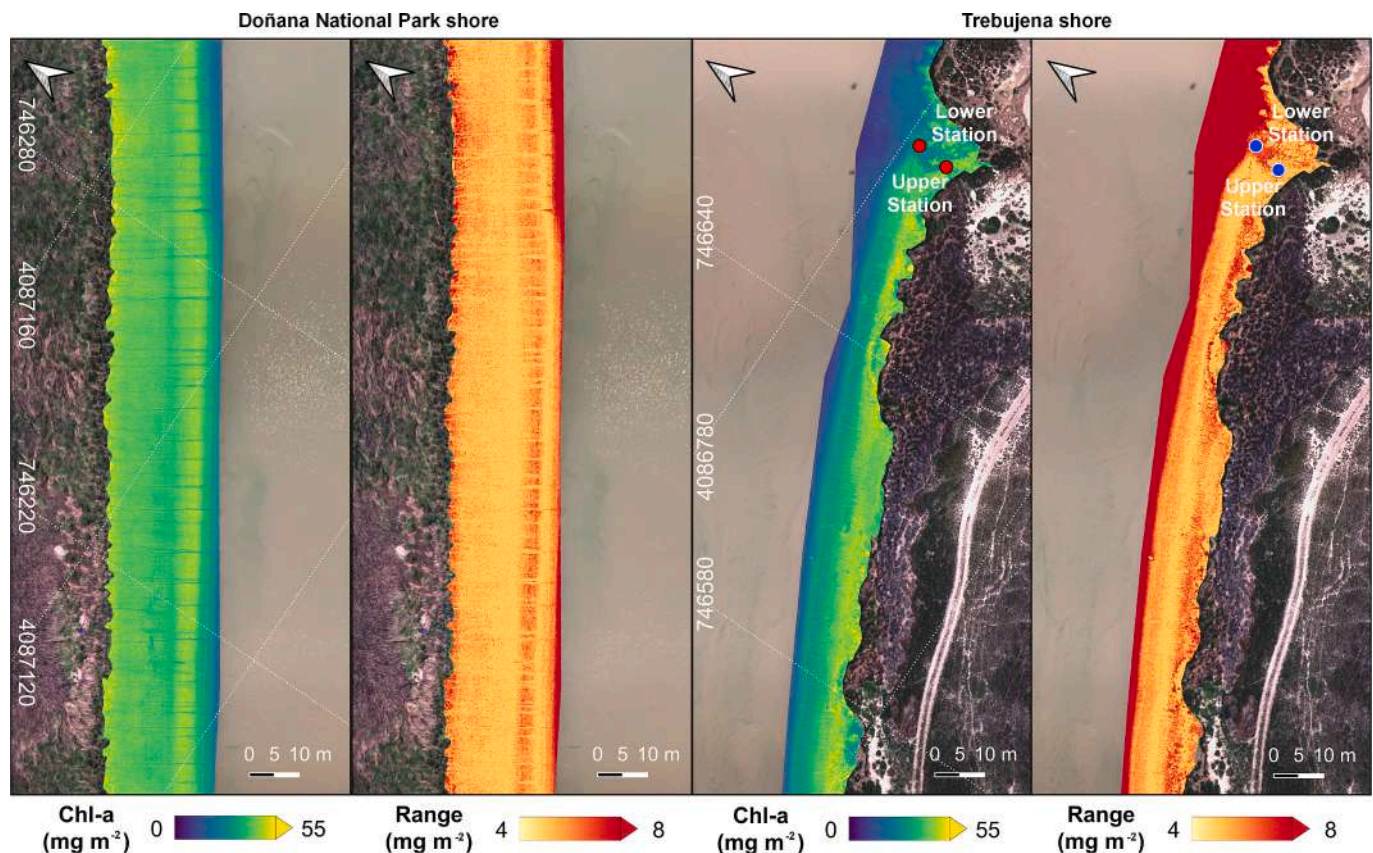 Doñana National Park shore
Trebujena shore
746280
4087160
746220
4087120
0 5 10 m
0 5 10 m
746640
4086780
746580
Lower
Station
Upper
Station
0 5 10 m
Lower
Station
Upper
Station
0 5 10 m
Chl-a
(mg m⁻²)
0
55
Range
(mg m⁻²)
4
8
Chl-a
(mg m⁻²)
0
55
Range
(mg m⁻²)
4
8